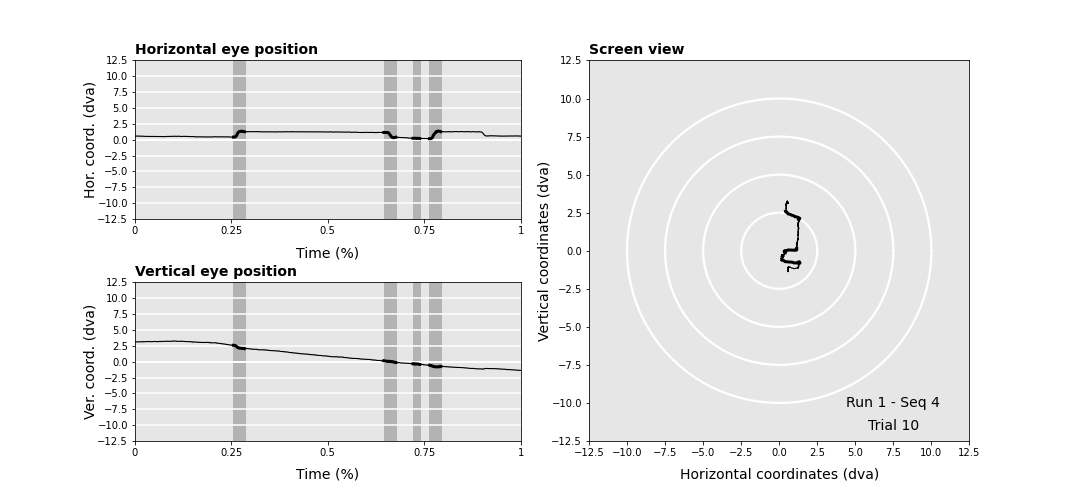 Horizontal eye position
12.5
10.0
7.5
5.0
2.5
0.0
−2.5
−5.0
−7.5
−10.0
−12.5
Hor. coord. (dva)
0 0.25 0.5 0.75 1
Time (%)
Vertical eye position
12.5
10.0
7.5
5.0
2.5
0.0
−2.5
−5.0
−7.5
−10.0
−12.5
Ver. coord. (dva)
0 0.25 0.5 0.75 1
Time (%)
Screen view
12.5
10.0
7.5
5.0
2.5
0.0
−2.5
−5.0
−7.5
−10.0
−12.5
Vertical coordinates (dva)
Run 1 - Seq 4
Trial 10
−12.5 −10.0 −7.5 −5.0 −2.5 0.0 2.5 5.0 7.5 10.0 12.5
Horizontal coordinates (dva)